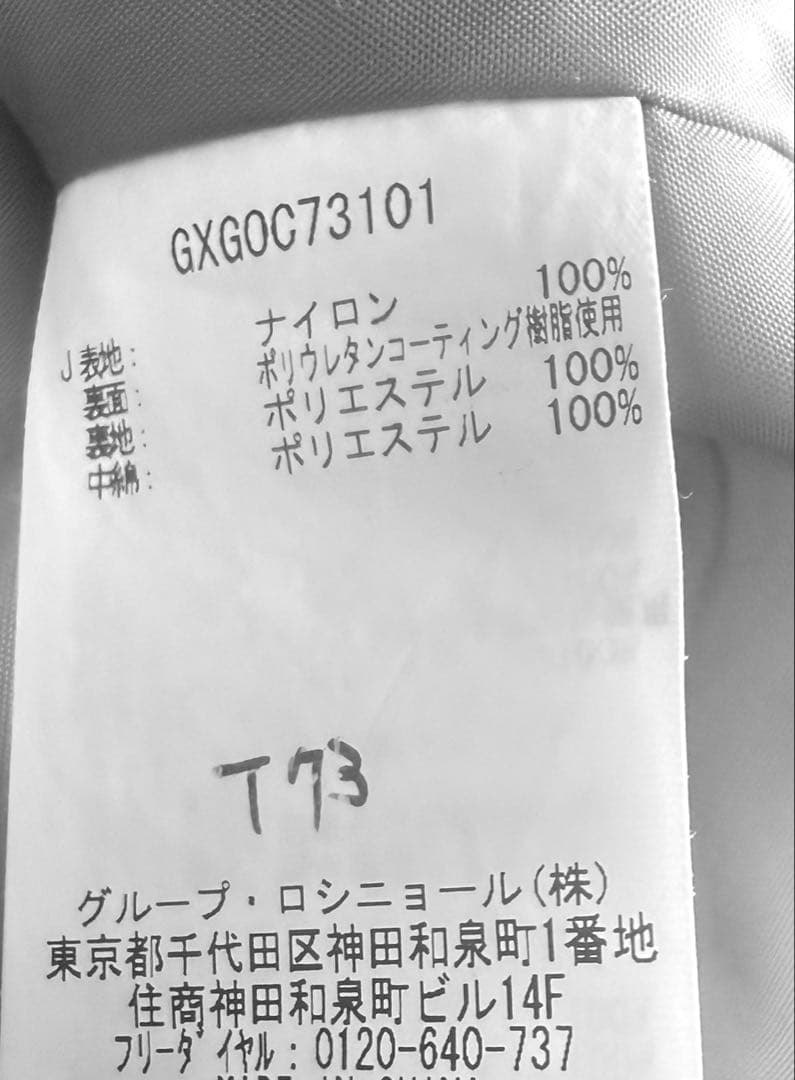 GXGOC73101
J表地: ナイロン 100%
裏面: ポリウレタンコーティング樹脂使用
裏地: ポリエステル 100%
中綿: ポリエステル 100%
T73
グループ・ロシニョール(株)
東京都千代田区神田和泉町1番地
住商神田和泉町ビル14F
フリーダイヤル:0120-640-737